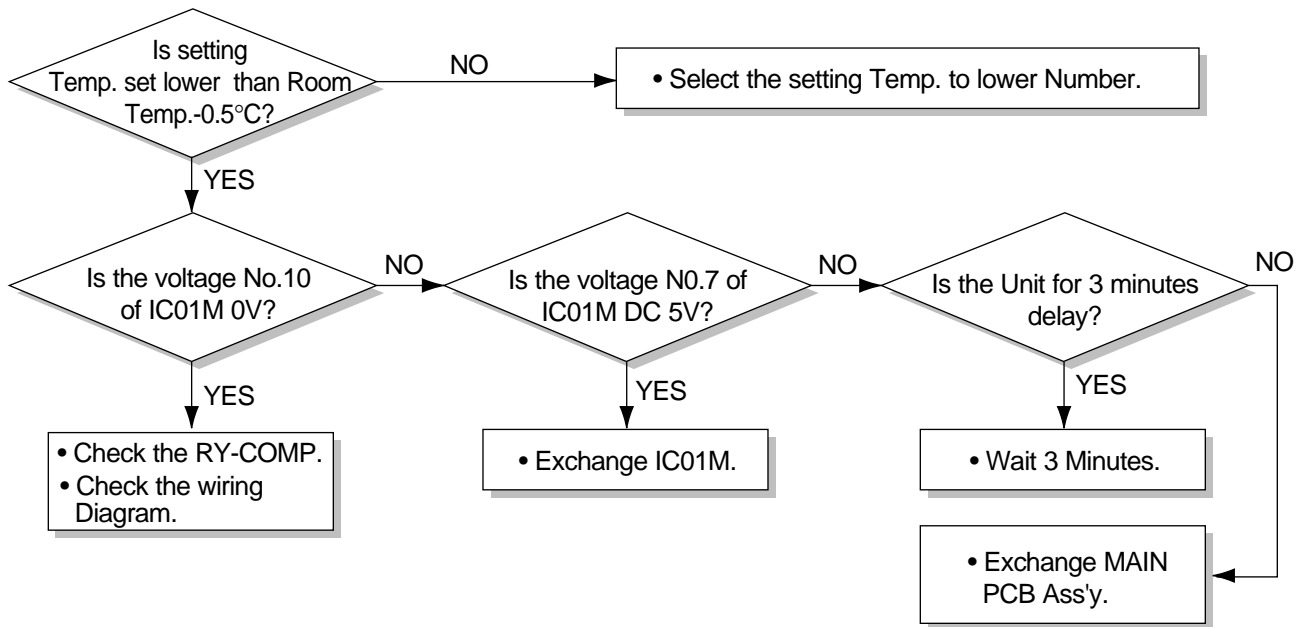 Is setting
Temp. set lower than Room
Temp.-0.5°C?
NO
• Select the setting Temp. to lower Number.
YES
Is the voltage No.10
of IC01M 0V?
NO
Is the voltage N0.7 of
IC01M DC 5V?
NO
Is the Unit for 3 minutes
delay?
NO
YES
• Check the RY-COMP.
• Check the wiring
Diagram.
YES
• Exchange IC01M.
YES
• Wait 3 Minutes.
• Exchange MAIN
PCB Ass'y.